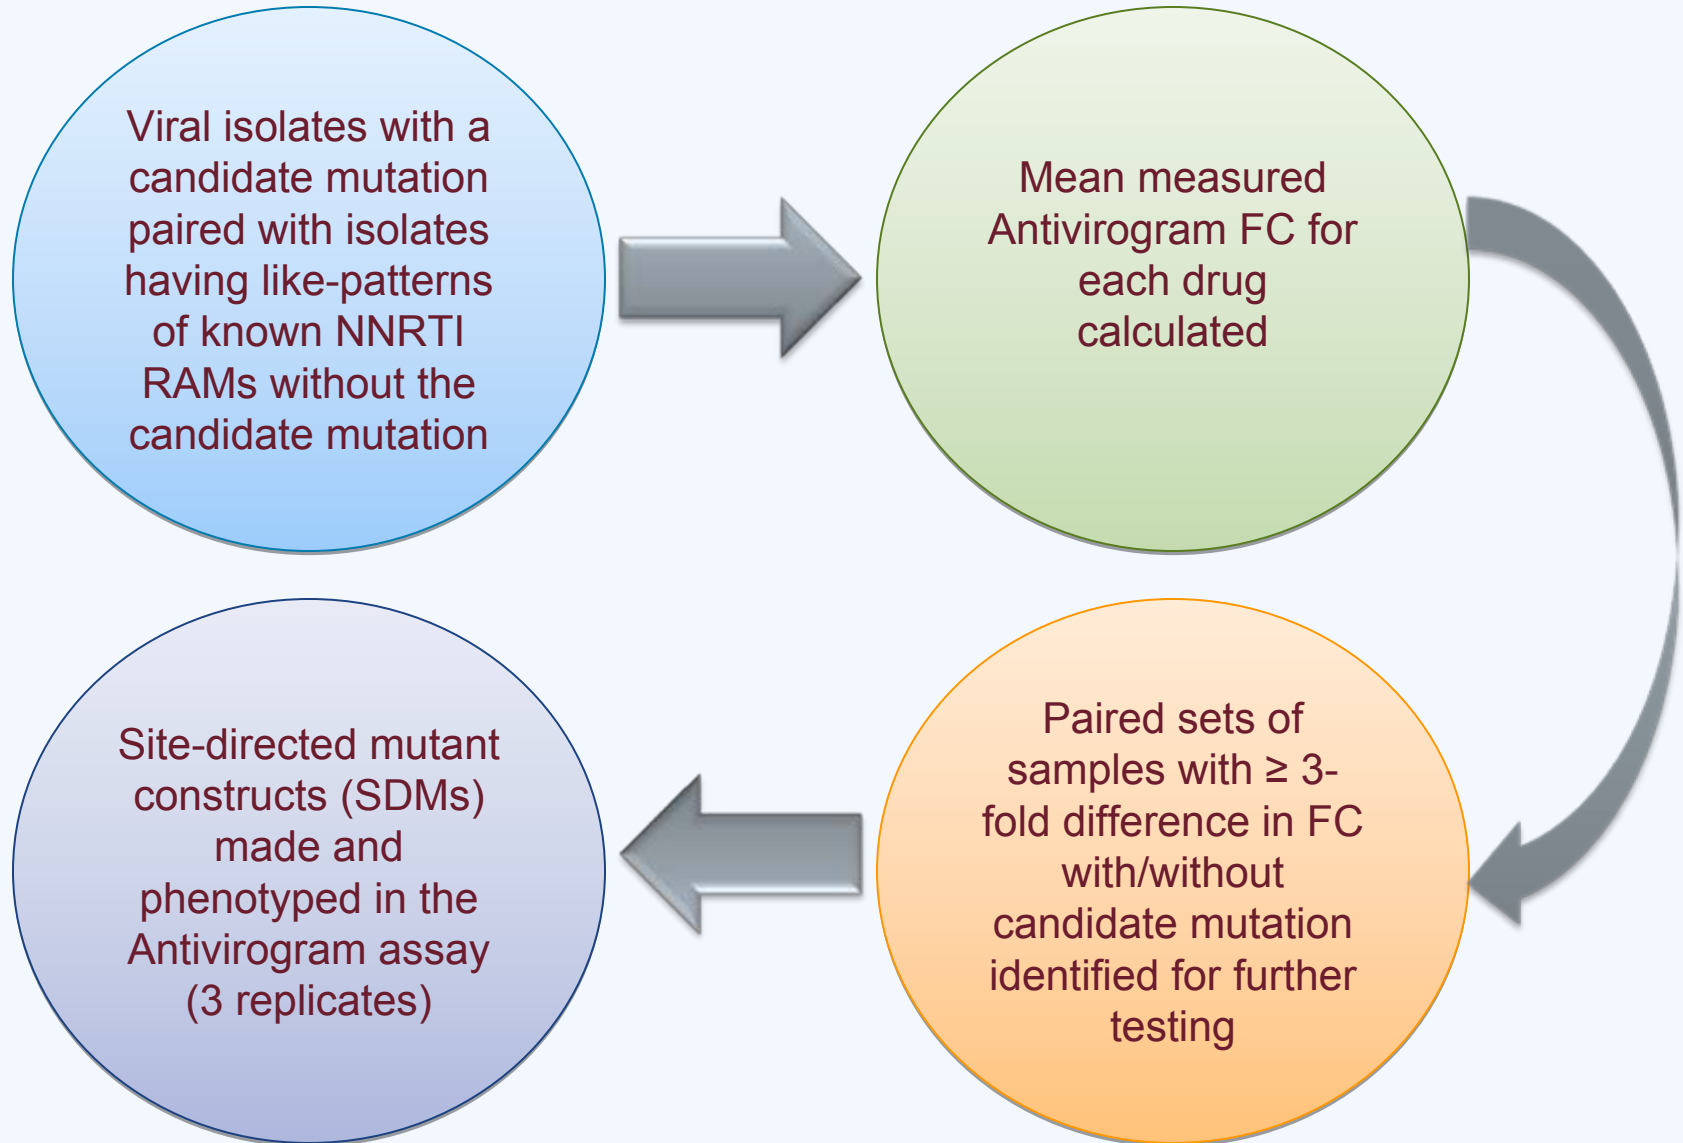 Viral isolates with a
candidate mutation
paired with isolates
having like-patterns
of known NNRTI
RAMs without the
candidate mutation
Mean measured
Antivirogram FC for
each drug
calculated
Paired sets of
samples with ≥ 3-
fold difference in FC
with/without
candidate mutation
identified for further
testing
Site-directed mutant
constructs (SDMs)
made and
phenotyped in the
Antivirogram assay
(3 replicates)